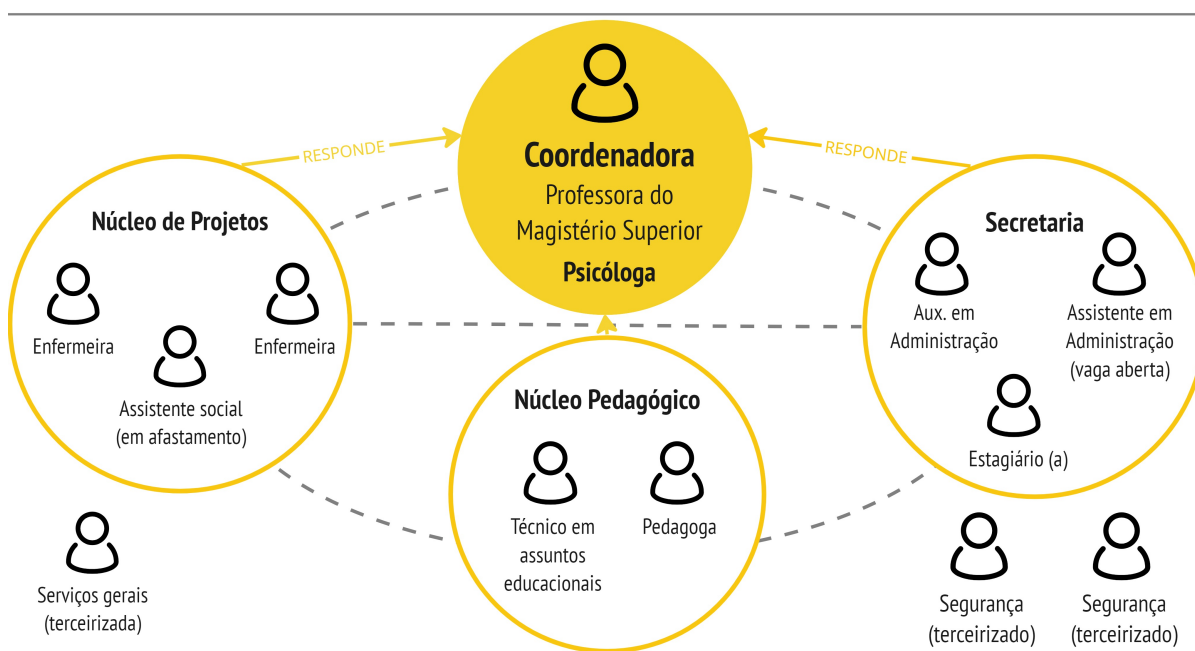 Coordenadora
Professora do
Magistério Superior
Psicóloga
RESPONDE
RESPONDE
Núcleo de Projetos
Enfermeira
Enfermeira
Assistente social
(em afastamento)
Núcleo Pedagógico
Técnico em
assuntos
educacionais
Pedagoga
Secretaria
Aux. em
Administração
Assistente em
Administração
(vaga aberta)
Estagiário (a)
Serviços gerais
(terceirizada)
Segurança
(terceirizado)
Segurança
(terceirizado)